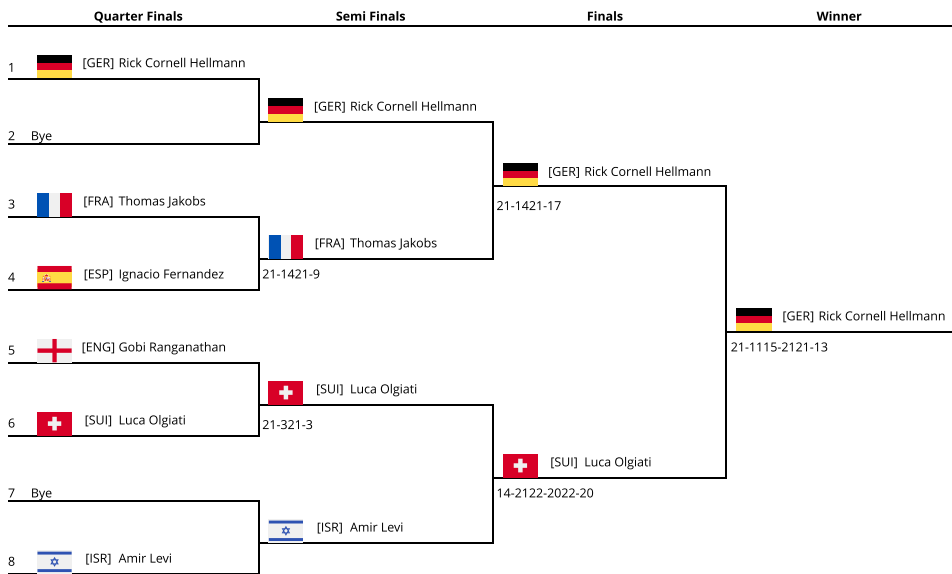 Quarter Finals Semi Finals Finals Winner
1 [GER] Rick Cornell Hellmann
[GER] Rick Cornell Hellmann
2 Bye
[GER] Rick Cornell Hellmann
3 [FRA] Thomas Jakobs
21-1421-17
[FRA] Thomas Jakobs
4 [ESP] Ignacio Fernandez
21-1421-9
[GER] Rick Cornell Hellmann
5 [ENG] Gobi Ranganathan
21-1115-2121-13
[SUI] Luca Olgiati
6 [SUI] Luca Olgiati
21-321-3
[SUI] Luca Olgiati
7 Bye
14-2122-2022-20
[ISR] Amir Levi
8 [ISR] Amir Levi